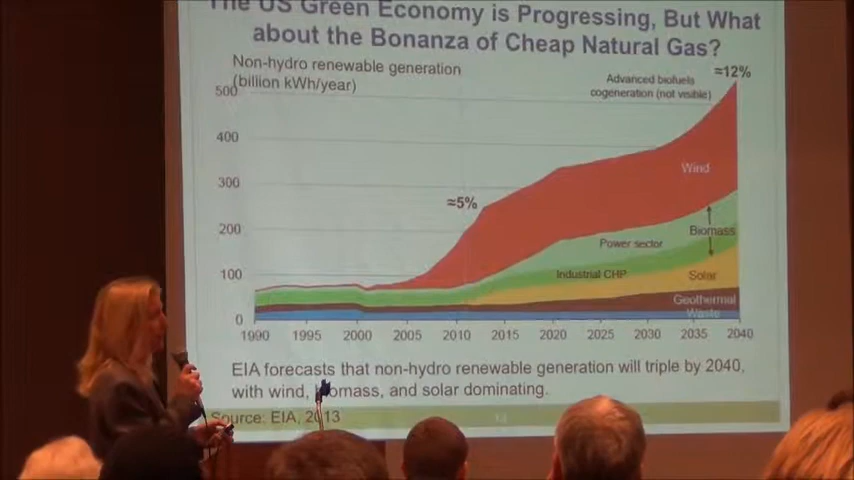 The US Green Economy is Progressing, But What
about the Bonanza of Cheap Natural Gas?
Non-hydro renewable generation
(billion kWh/year)
500
400
300
200
100
0
≈5%
≈12%
Advanced biofuels
cogeneration (not visible)
Wind
Biomass
Power sector
Industrial CHP
Solar
Geothermal
Waste
1990 1995 2000 2005 2010 2015 2020 2025 2030 2035 2040
EIA forecasts that non-hydro renewable generation will triple by 2040,
with wind, biomass, and solar dominating.
Source: EIA, 2013